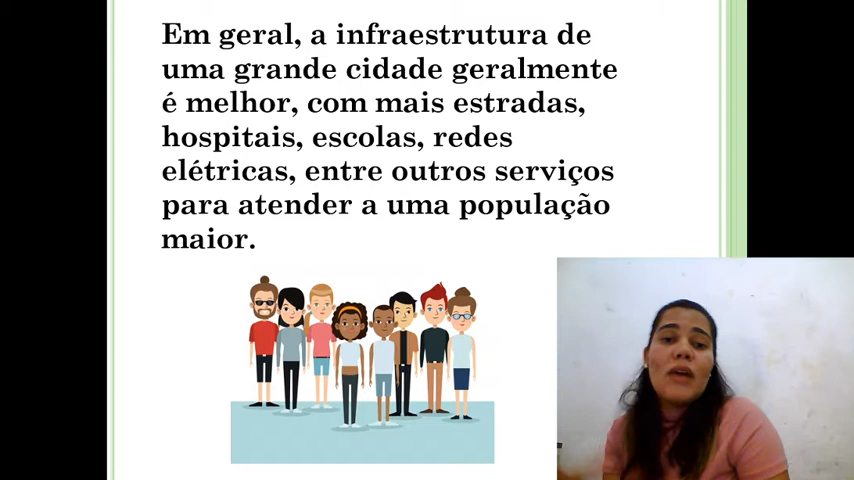 Em geral, a infraestrutura de
uma grande cidade geralmente
é melhor, com mais estradas,
hospitais, escolas, redes
elétricas, entre outros serviços
para atender a uma população
maior.